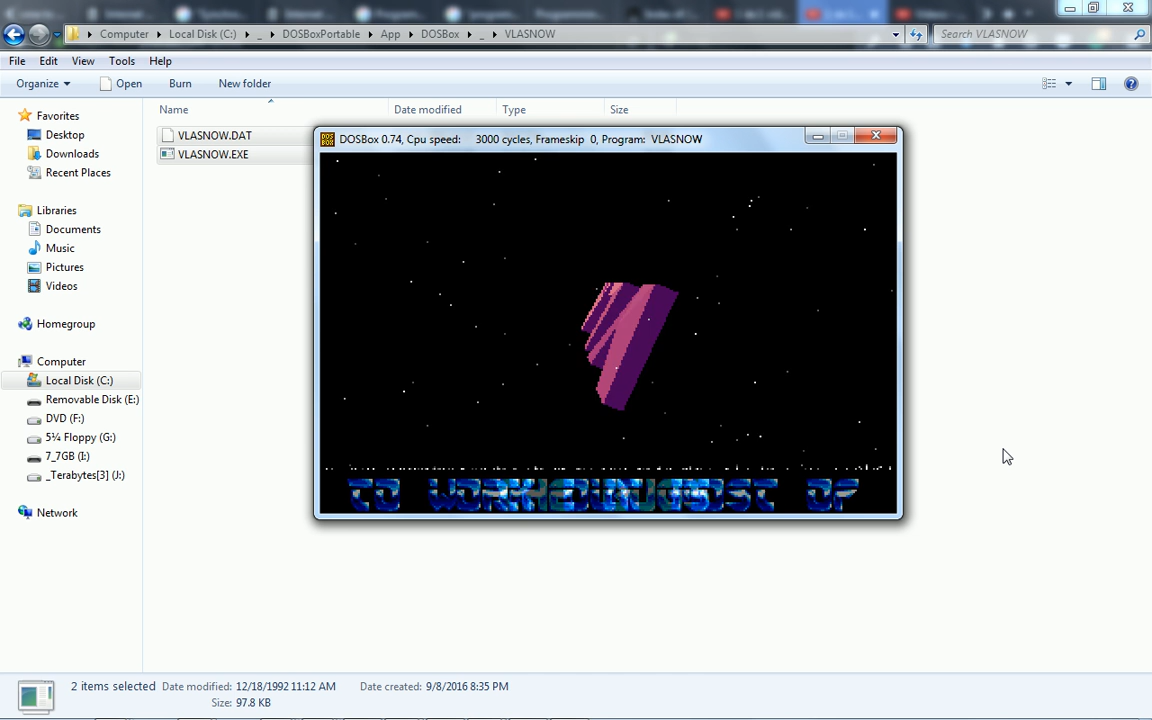 Computer Local Disk (C:) _ DOSBoxPortable App DOSBox _ VLASNOW
Search VLASNOW
File Edit View Tools Help
Organize Open Burn New folder
Name Date modified Type Size
Favorites
Desktop
Downloads
Recent Places
Libraries
Documents
Music
Pictures
Videos
Homegroup
Computer
Local Disk (C:)
Removable Disk (E:)
DVD (F:)
5¼ Floppy (G:)
7_7GB (I:)
_Terabytes[3] (J:)
Network
VLASNOW.DAT
VLASNOW.EXE
DOSBox 0.74, Cpu speed: 3000 cycles, Frameskip 0, Program: VLASNOW
TO OF
2 items selected Date modified: 12/18/1992 11:12 AM Date created: 9/8/2016 8:35 PM
Size: 97.8 KB